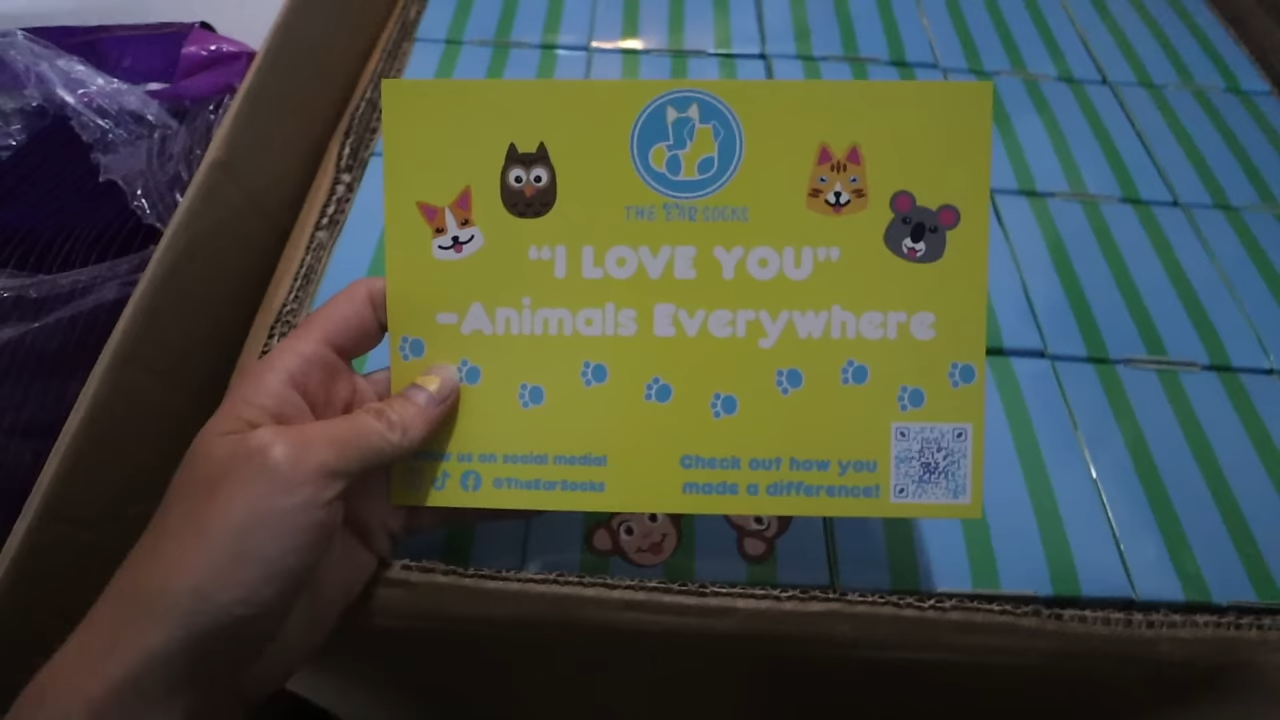 THE EAR SOCKS
“I LOVE YOU”
-Animals Everywhere
us on social media!
@TheEarSocks
Check out how you
made a difference!